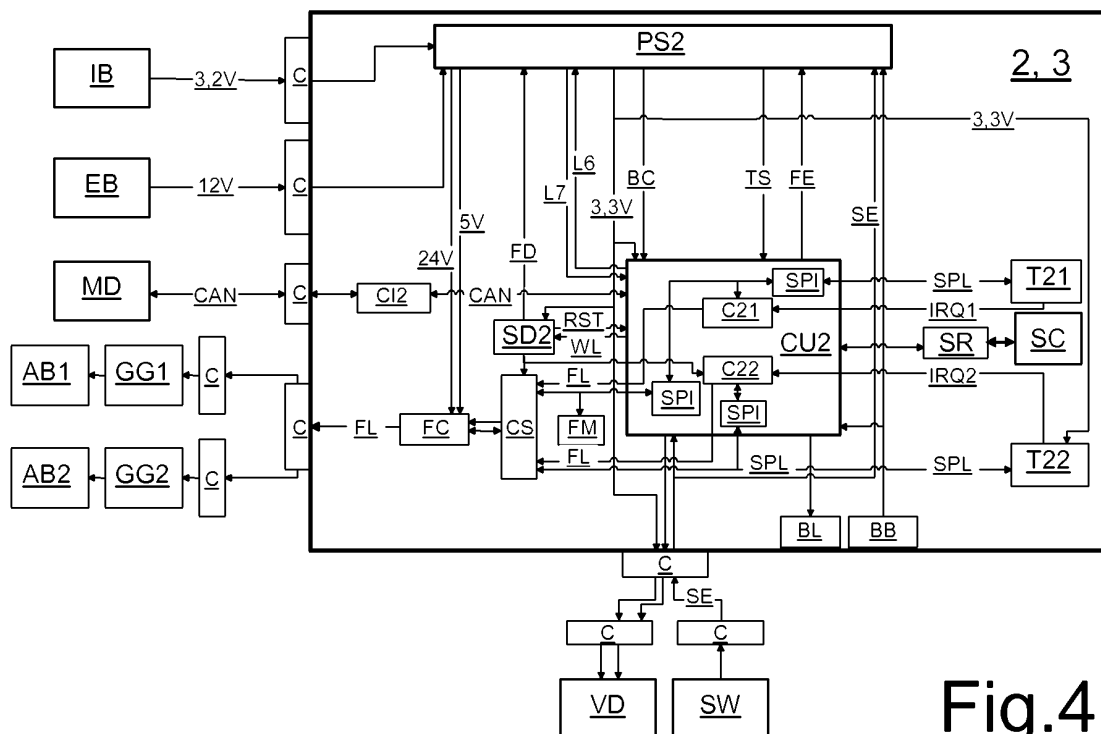 PS2
2, 3
IB
3,2V
C
3,3V
EB
12V
C
L6
BC
TS
FE
L7
3,3V
SE
5V
24V
FD
MD
CAN
C
CI2
CAN
SPI
SPL
T21
C21
IRQ1
SD2
RST
CU2
SR
SC
WL
AB1
GG1
C
C22
IRQ2
FL
SPI
SPI
C
FL
FC
CS
FM
FL
SPL
SPL
T22
AB2
GG2
C
BL
BB
C
SE
C
C
VD
SW
Fig.4